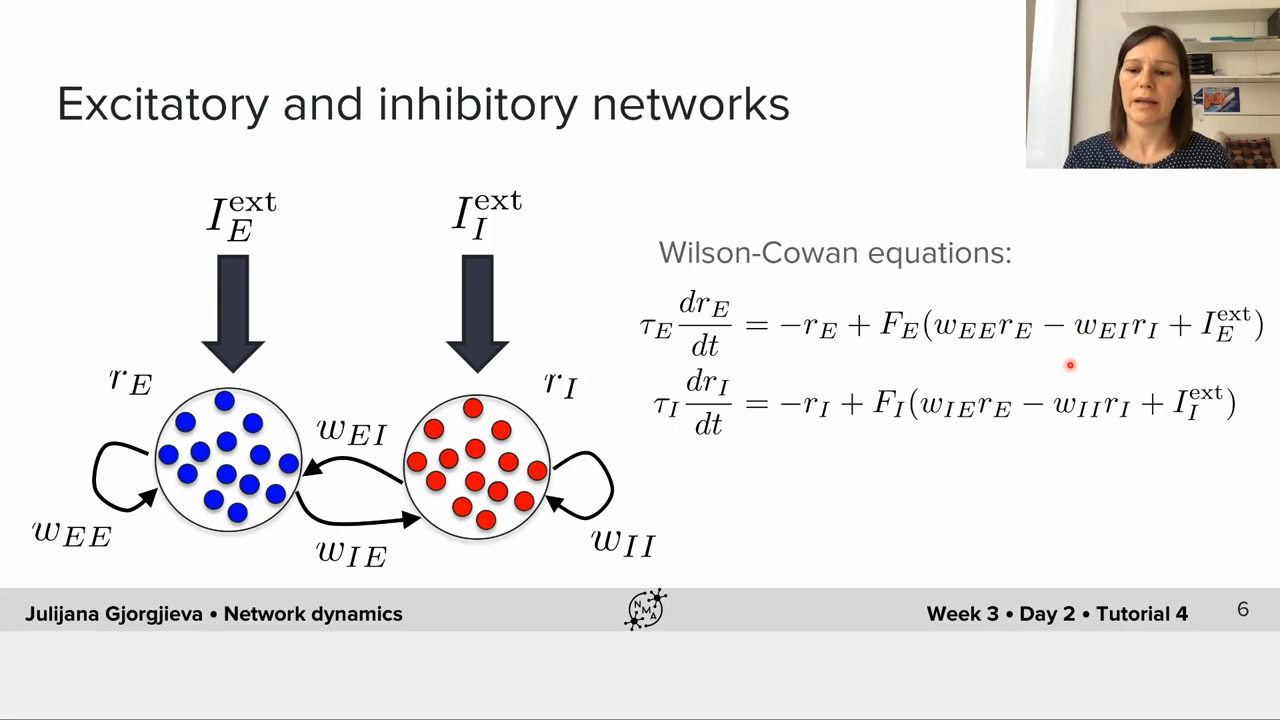 Excitatory and inhibitory networks
I_E^ext
I_I^ext
Wilson-Cowan equations:
τ_E dr_E/dt = −r_E + F_E(w_EE r_E − w_EI r_I + I_E^ext)
τ_I dr_I/dt = −r_I + F_I(w_IE r_E − w_II r_I + I_I^ext)
r_E
r_I
w_EI
w_EE
w_IE
w_II
Julijana Gjorgjieva • Network dynamics
N M A
Week 3 • Day 2 • Tutorial 4
6